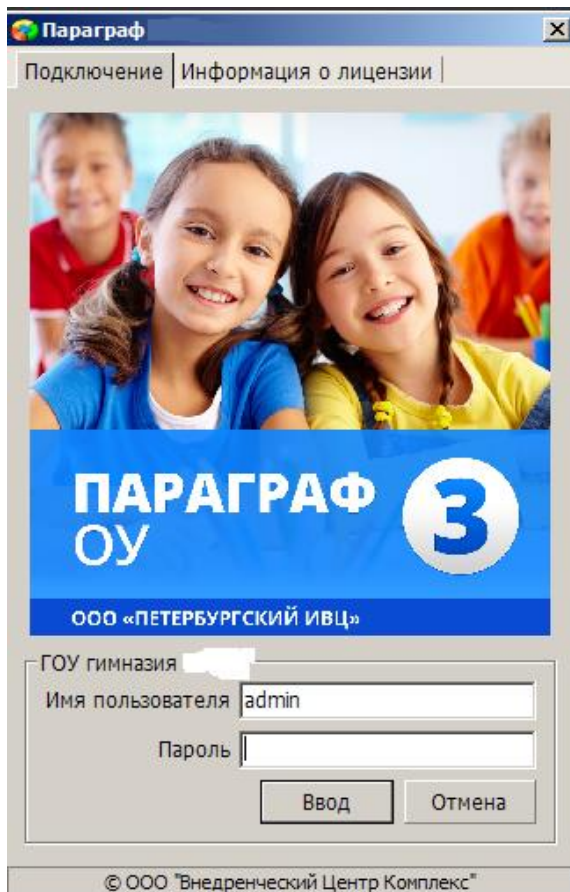 Параграф
Подключение Информация о лицензии
ПАРАГРАФ
ОУ
3
ООО «ПЕТЕРБУРГСКИЙ ИВЦ»
ГОУ гимназия
Имя пользователя admin
Пароль
Ввод Отмена
© ООО "Внедренческий Центр Комплекс"